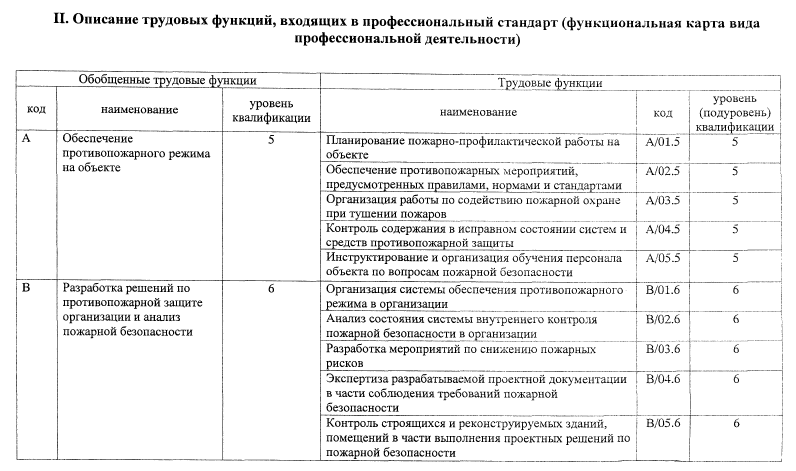 II. Описание трудовых функций, входящих в профессиональный стандарт (функциональная карта вида
профессиональной деятельности)
Обобщенные трудовые функции
Трудовые функции
код
наименование
уровень
квалификации
наименование
код
уровень
(подуровень)
квалификации
A
Обеспечение
противопожарного режима
на объекте
5
Планирование пожарно-профилактической работы на
объекте
A/01.5
5
Обеспечение противопожарных мероприятий,
предусмотренных правилами, нормами и стандартами
A/02.5
5
Организация работы по содействию пожарной охране
при тушении пожаров
A/03.5
5
Контроль содержания в исправном состоянии систем и
средств противопожарной защиты
A/04.5
5
Инструктирование и организация обучения персонала
объекта по вопросам пожарной безопасности
A/05.5
5
B
Разработка решений по
противопожарной защите
организации и анализ
пожарной безопасности
6
Организация системы обеспечения противопожарного
режима в организации
B/01.6
6
Анализ состояния системы внутреннего контроля
пожарной безопасности в организации
B/02.6
6
Разработка мероприятий по снижению пожарных
рисков
B/03.6
6
Экспертиза разрабатываемой проектной документации
в части соблюдения требований пожарной
безопасности
B/04.6
6
Контроль строящихся и реконструируемых зданий,
помещений в части выполнения проектных решений по
пожарной безопасности
B/05.6
6